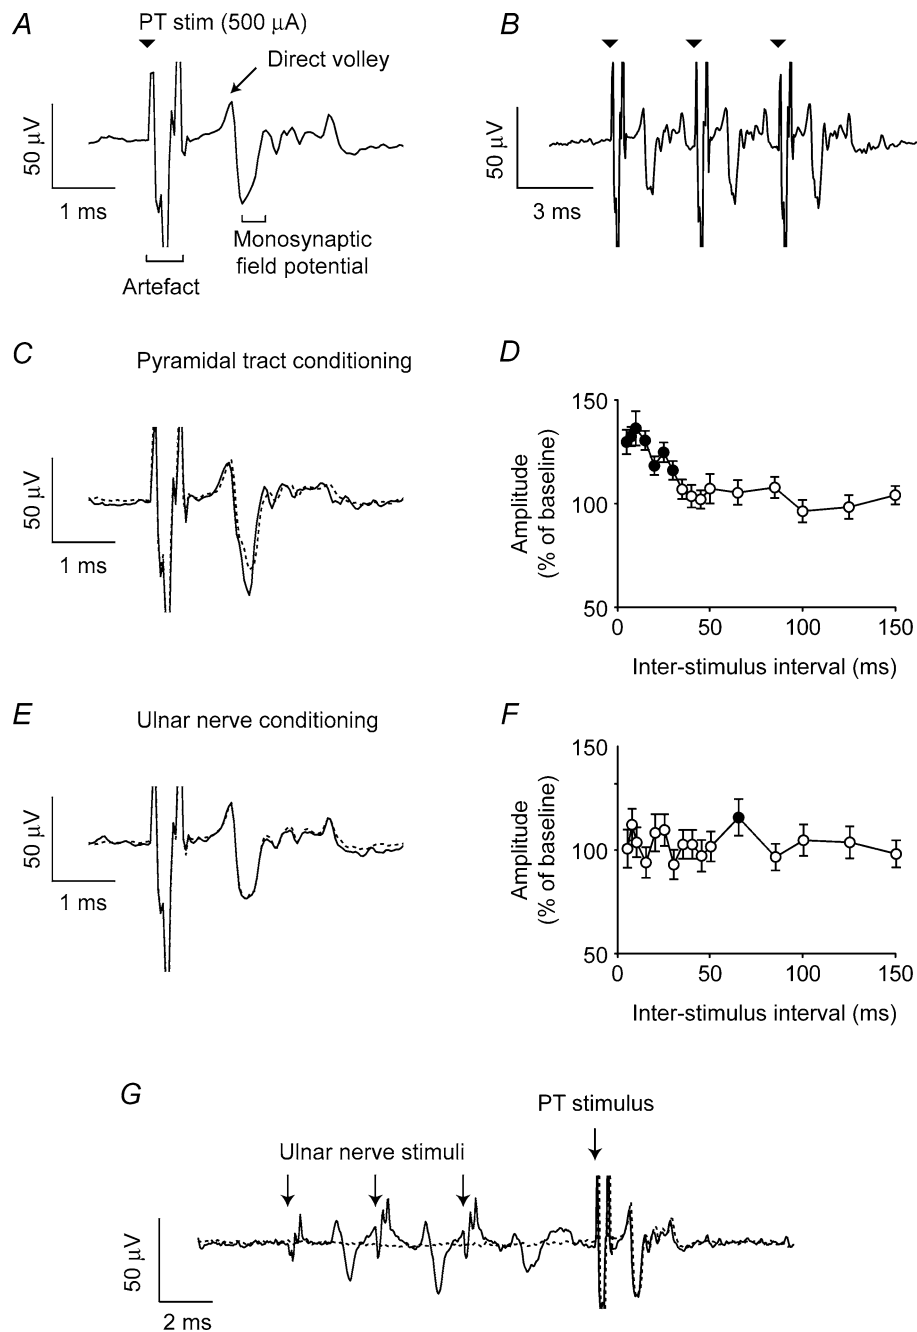 A
PT stim (500 µA)
Direct volley
50 µV
1 ms
Monosynaptic
field potential
Artefact
B
50 µV
3 ms
C
Pyramidal tract conditioning
50 µV
1 ms
D
150
100
50
Amplitude
(% of baseline)
0
50
100
150
Inter-stimulus interval (ms)
E
Ulnar nerve conditioning
50 µV
1 ms
F
150
100
50
Amplitude
(% of baseline)
0
50
100
150
Inter-stimulus interval (ms)
G
PT stimulus
Ulnar nerve stimuli
50 µV
2 ms